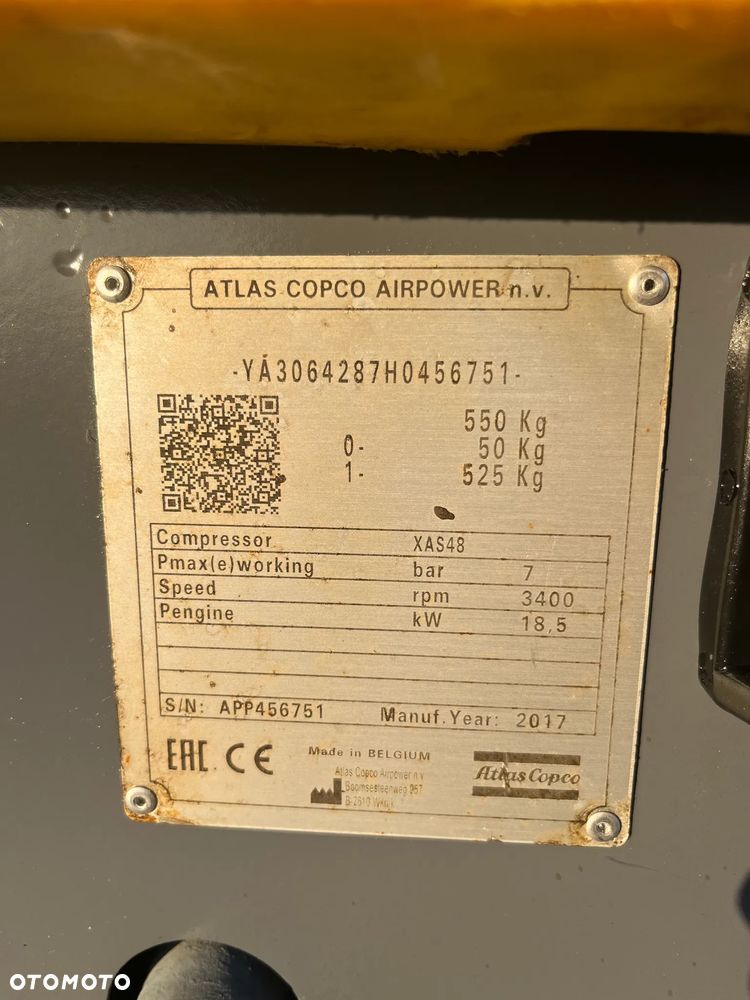 ATLAS COPCO AIRPOWER n.v.
-YA3064287H0456751-
550 Kg
0- 50 Kg
1- 525 Kg
Compressor XAS48
Pmax(e)working bar 7
Speed rpm 3400
Pengine kW 18,5
S/N: APP456751 Manuf.Year: 2017
EAC CE Made in BELGIUM
Atlas Copco Airpower n.v.
Boomsesteenweg 957
B-2610 Wilrijk
Atlas Copco
OTOMOTO